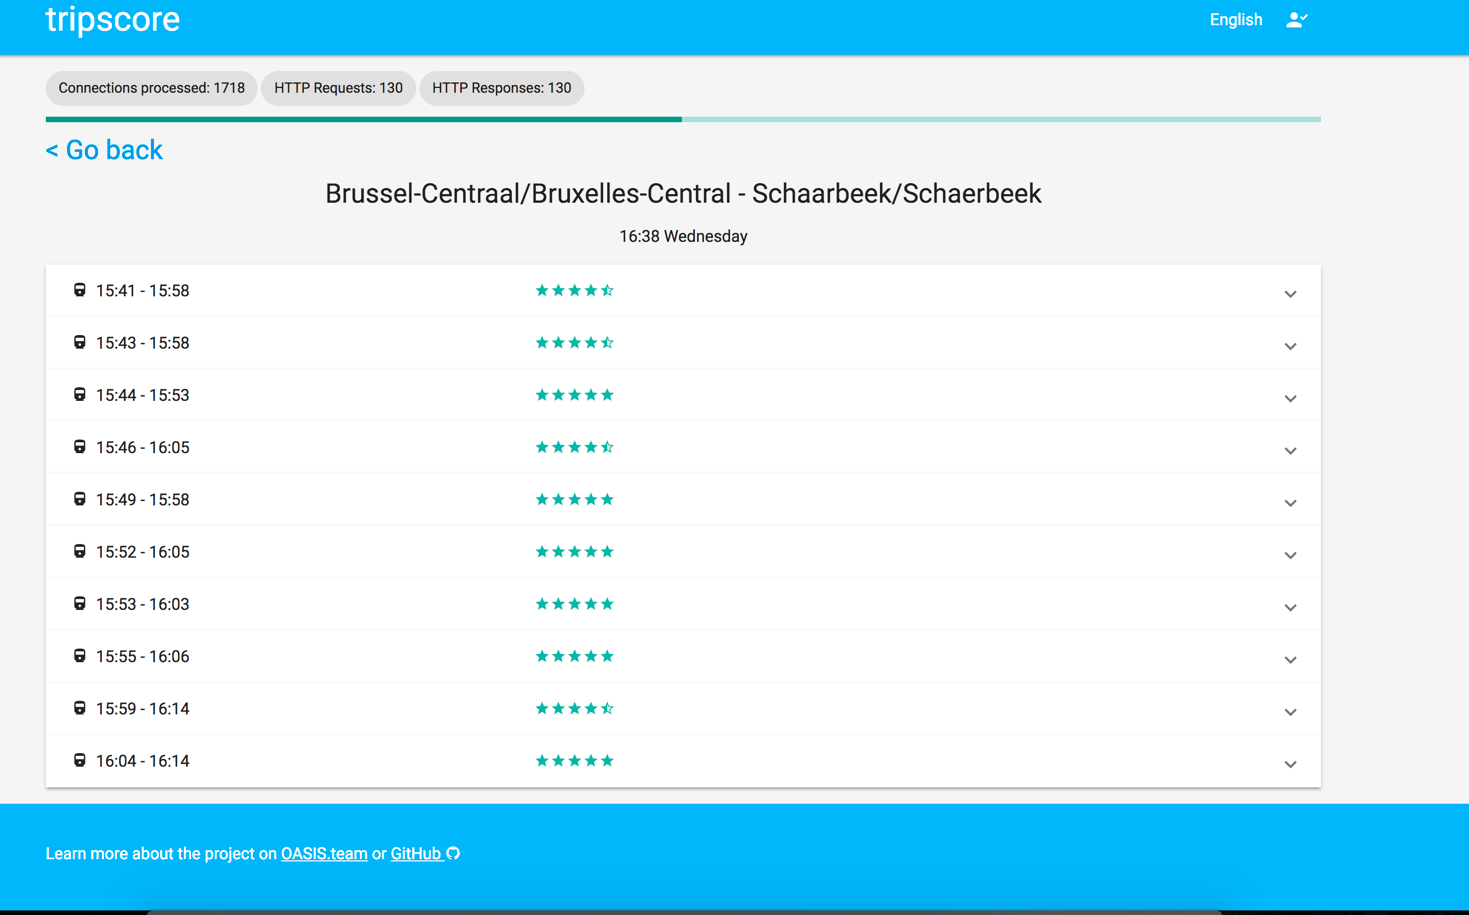 tripscore
English
Connections processed: 1718
HTTP Requests: 130
HTTP Responses: 130
< Go back
Brussel-Centraal/Bruxelles-Central - Schaarbeek/Schaerbeek
16:38 Wednesday
15:41 - 15:58
15:43 - 15:58
15:44 - 15:53
15:46 - 16:05
15:49 - 15:58
15:52 - 16:05
15:53 - 16:03
15:55 - 16:06
15:59 - 16:14
16:04 - 16:14
Learn more about the project on OASIS.team or GitHub